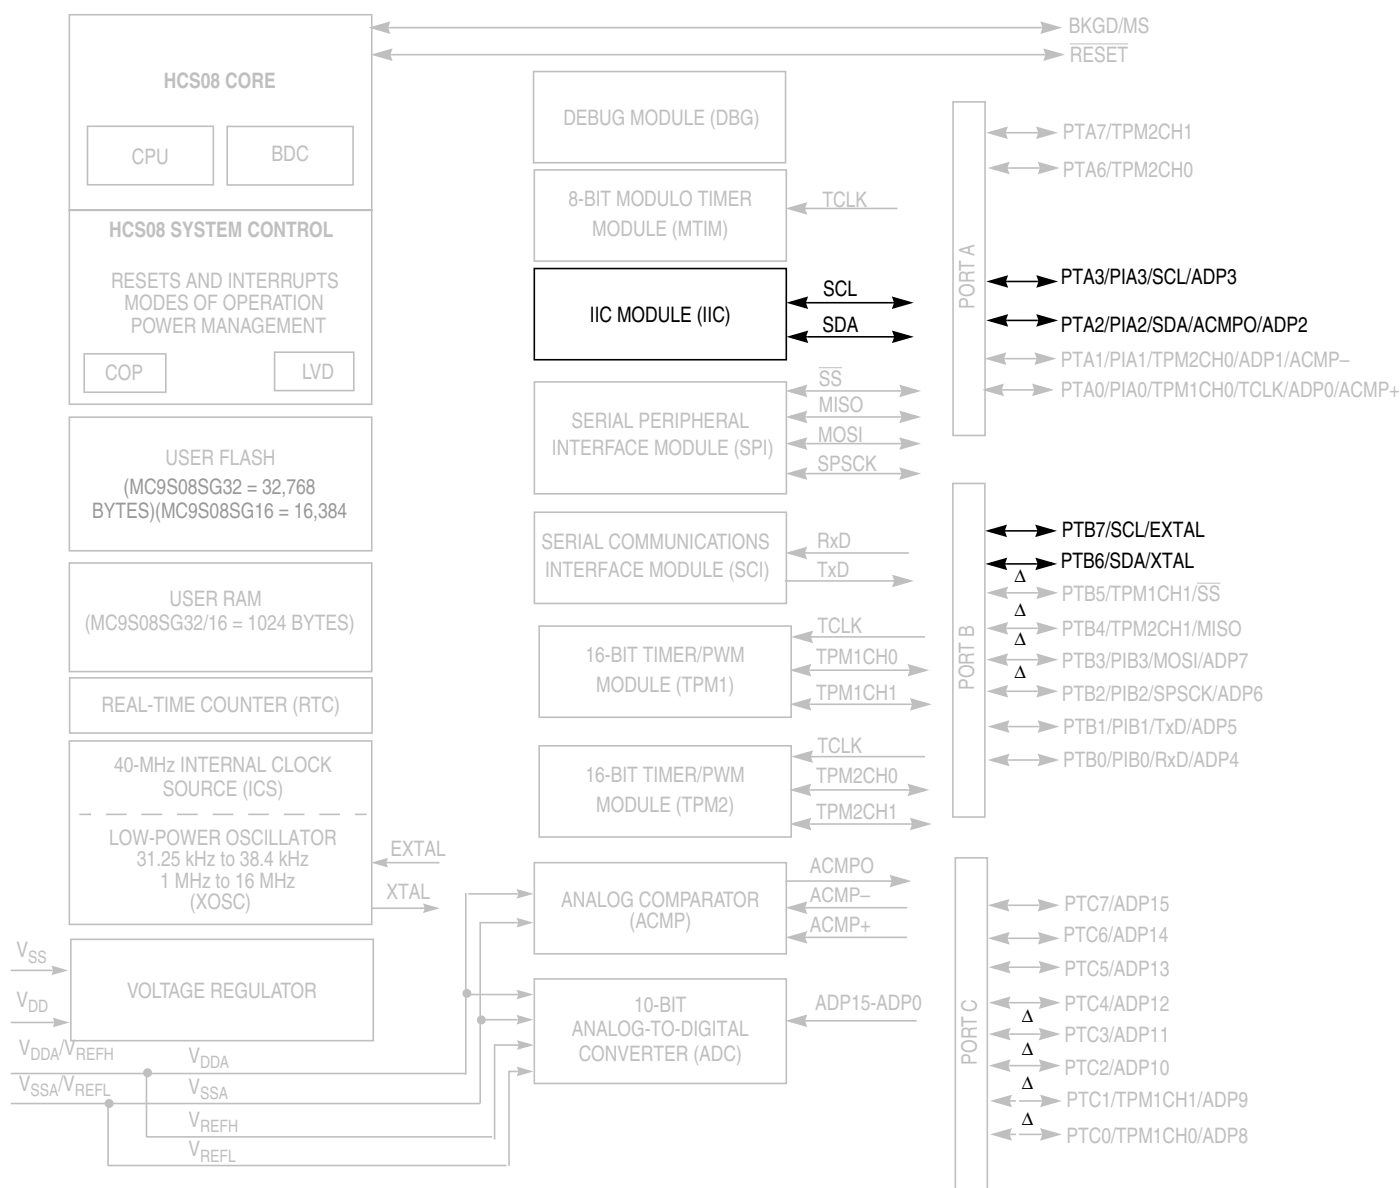 BKGD/MS
RESET
HCS08 CORE
CPU
BDC
HCS08 SYSTEM CONTROL
RESETS AND INTERRUPTS
MODES OF OPERATION
POWER MANAGEMENT
COP
LVD
USER FLASH
(MC9S08SG32 = 32,768
BYTES)(MC9S08SG16 = 16,384
USER RAM
(MC9S08SG32/16 = 1024 BYTES)
REAL-TIME COUNTER (RTC)
40-MHz INTERNAL CLOCK
SOURCE (ICS)
LOW-POWER OSCILLATOR
31.25 kHz to 38.4 kHz
1 MHz to 16 MHz
(XOSC)
EXTAL
XTAL
VSS
VDD
VOLTAGE REGULATOR
VDDA/VREFH
VSSA/VREFL
VDDA
VSSA
VREFH
VREFL
DEBUG MODULE (DBG)
8-BIT MODULO TIMER
MODULE (MTIM)
TCLK
IIC MODULE (IIC)
SCL
SDA
SERIAL PERIPHERAL
INTERFACE MODULE (SPI)
SS
MISO
MOSI
SPSCK
SERIAL COMMUNICATIONS
INTERFACE MODULE (SCI)
RxD
TxD
16-BIT TIMER/PWM
MODULE (TPM1)
TCLK
TPM1CH0
TPM1CH1
16-BIT TIMER/PWM
MODULE (TPM2)
TCLK
TPM2CH0
TPM2CH1
ANALOG COMPARATOR
(ACMP)
ACMPO
ACMP–
ACMP+
10-BIT
ANALOG-TO-DIGITAL
CONVERTER (ADC)
ADP15-ADP0
PORT A
PTA7/TPM2CH1
PTA6/TPM2CH0
PTA3/PIA3/SCL/ADP3
PTA2/PIA2/SDA/ACMPO/ADP2
PTA1/PIA1/TPM2CH0/ADP1/ACMP–
PTA0/PIA0/TPM1CH0/TCLK/ADP0/ACMP+
PORT B
PTB7/SCL/EXTAL
PTB6/SDA/XTAL
Δ
PTB5/TPM1CH1/SS
Δ
PTB4/TPM2CH1/MISO
Δ
PTB3/PIB3/MOSI/ADP7
Δ
PTB2/PIB2/SPSCK/ADP6
PTB1/PIB1/TxD/ADP5
PTB0/PIB0/RxD/ADP4
PORT C
PTC7/ADP15
PTC6/ADP14
PTC5/ADP13
PTC4/ADP12
Δ
PTC3/ADP11
Δ
PTC2/ADP10
Δ
PTC1/TPM1CH1/ADP9
Δ
PTC0/TPM1CH0/ADP8